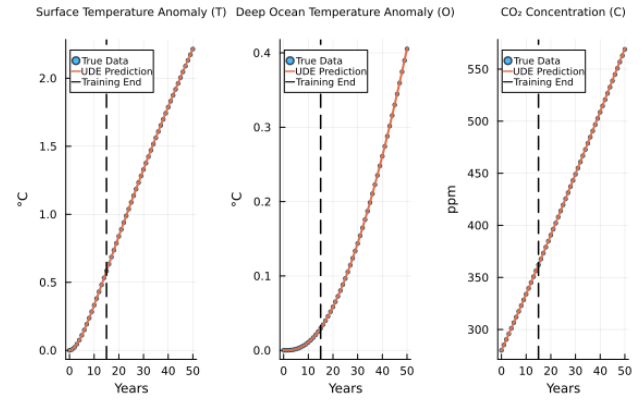 Surface Temperature Anomaly (T)
Deep Ocean Temperature Anomaly (O)
CO₂ Concentration (C)
True Data
UDE Prediction
Training End
True Data
UDE Prediction
Training End
True Data
UDE Prediction
Training End
2.0
1.5
1.0
0.5
0.0
°C
0 10 20 30 40 50
Years
0.4
0.3
0.2
0.1
0.0
°C
0 10 20 30 40 50
Years
550
500
450
400
350
300
ppm
0 10 20 30 40 50
Years